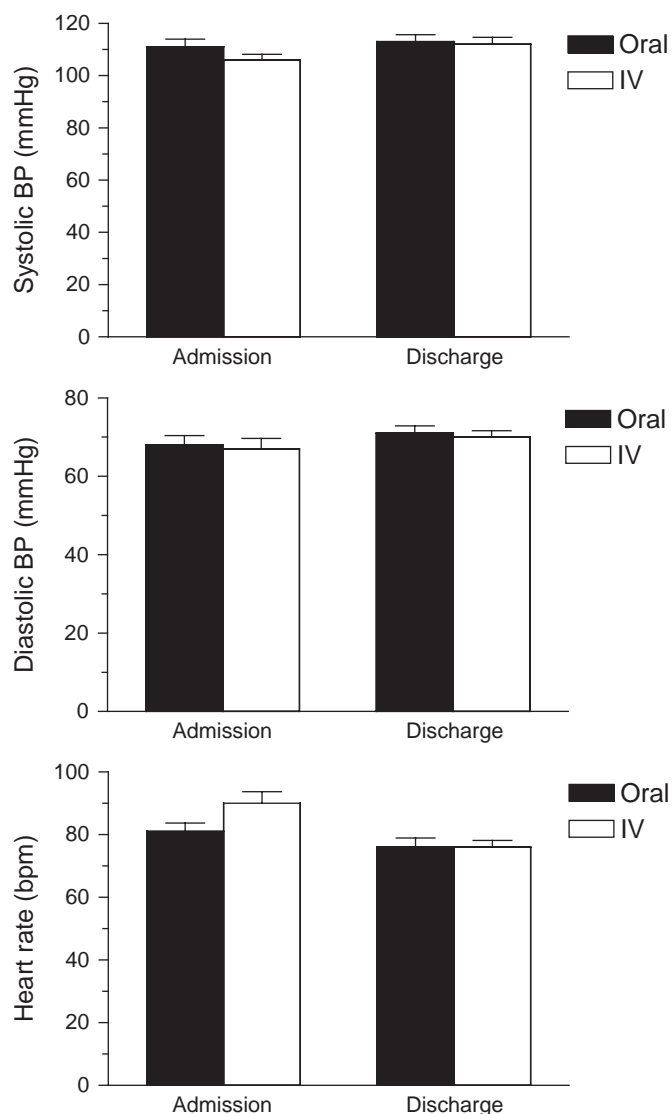 Systolic BP (mmHg)
120
100
80
60
40
20
0
Admission
Discharge
Oral
IV
Diastolic BP (mmHg)
80
60
40
20
0
Admission
Discharge
Oral
IV
Heart rate (bpm)
100
80
60
40
20
0
Admission
Discharge
Oral
IV